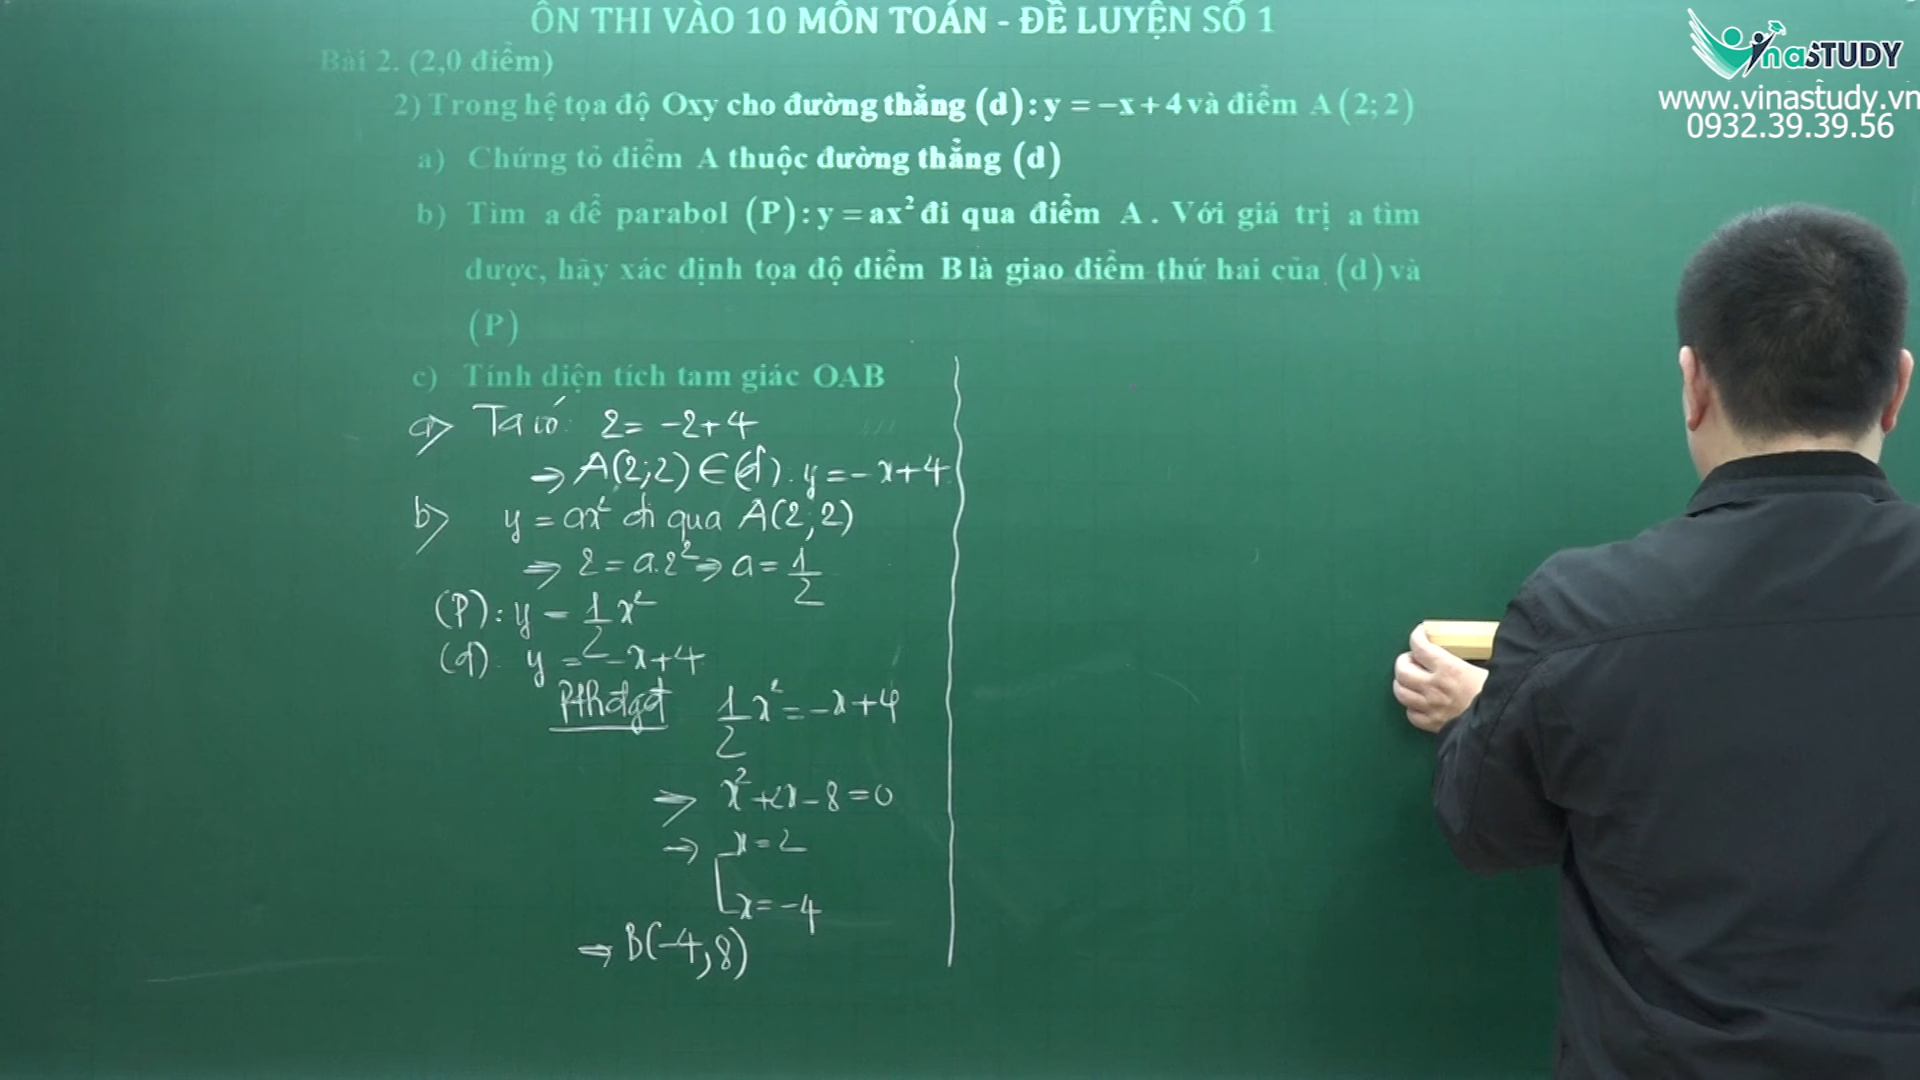 ÔN THI VÀO 10 MÔN TOÁN - ĐỀ LUYỆN SỐ 1
VinaSTUDY
www.vinastudy.vn
0932.39.39.56
Bài 2. (2,0 điểm)
2) Trong hệ tọa độ Oxy cho đường thẳng (d): y = −x + 4 và điểm A(2; 2)
a) Chứng tỏ điểm A thuộc đường thẳng (d)
b) Tìm a để parabol (P): y = ax² đi qua điểm A. Với giá trị a tìm
được, hãy xác định tọa độ điểm B là giao điểm thứ hai của (d) và
(P)
c) Tính diện tích tam giác OAB
a) Ta có: 2 = -2+4
⇒ A(2;2) ∈ (d): y = -x+4
b) y = ax² đi qua A(2;2)
⇒ 2 = a.2² ⇒ a = 1/2
(P): y = 1/2 x²
(d): y = -x+4
Pthđgđ 1/2 x² = -x+4
⇒ x²+2x-8=0
⇒ x = 2
x = -4
⇒ B(-4;8)